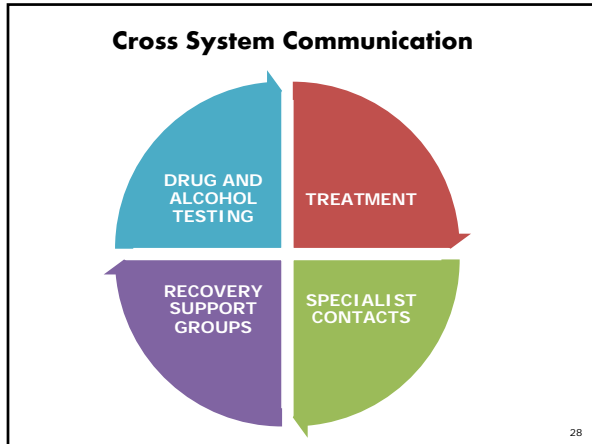 Cross System Communication
DRUG AND
ALCOHOL
TESTING
TREATMENT
RECOVERY
SUPPORT
GROUPS
SPECIALIST
CONTACTS
28